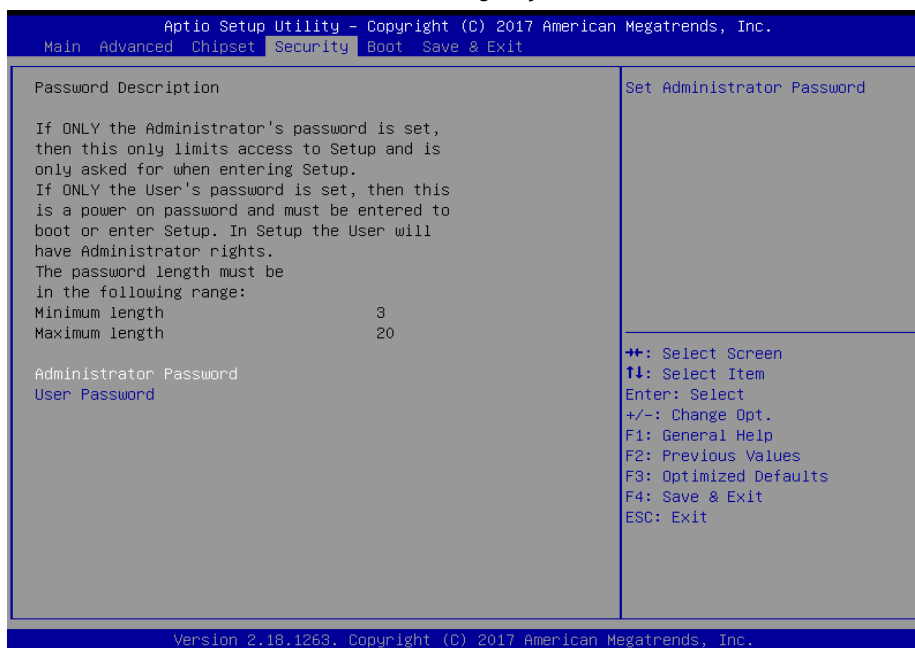 Aptio Setup Utility – Copyright (C) 2017 American Megatrends, Inc.
Main Advanced Chipset Security Boot Save & Exit
Password Description
If ONLY the Administrator's password is set,
then this only limits access to Setup and is
only asked for when entering Setup.
If ONLY the User's password is set, then this
is a power on password and must be entered to
boot or enter Setup. In Setup the User will
have Administrator rights.
The password length must be
in the following range:
Minimum length 3
Maximum length 20
Administrator Password
User Password
Set Administrator Password
→←: Select Screen
↑↓: Select Item
Enter: Select
+/-: Change Opt.
F1: General Help
F2: Previous Values
F3: Optimized Defaults
F4: Save & Exit
ESC: Exit
Version 2.18.1263. Copyright (C) 2017 American Megatrends, Inc.